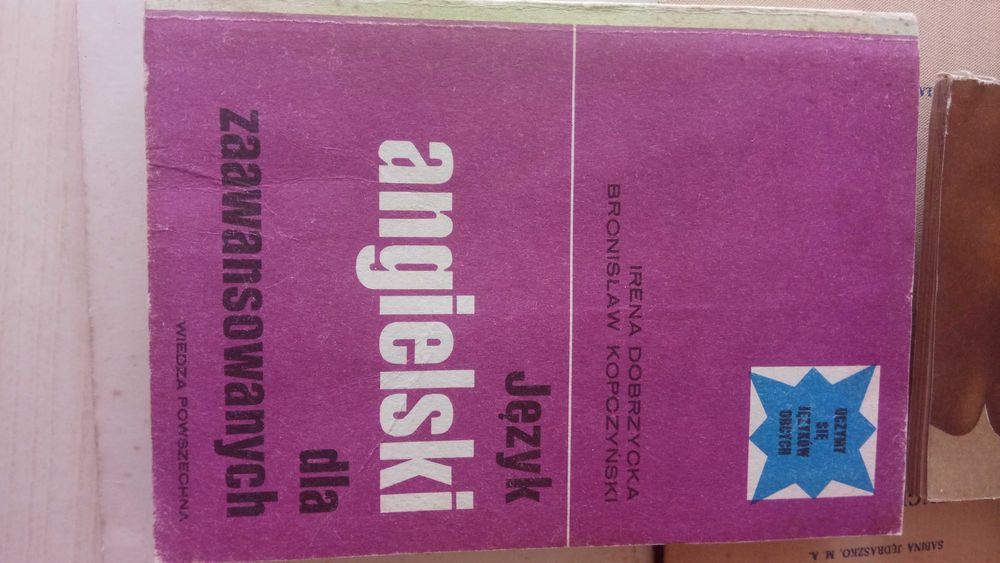 UCZYMY
SIĘ
JĘZYKÓW
OBCYCH
IRENA DOBRZYCKA
BRONISŁAW KOPCZYŃSKI
Język
angielski
dla
zaawansowanych
WIEDZA POWSZECHNA
SABINA JĘDRASZKO, M. A.